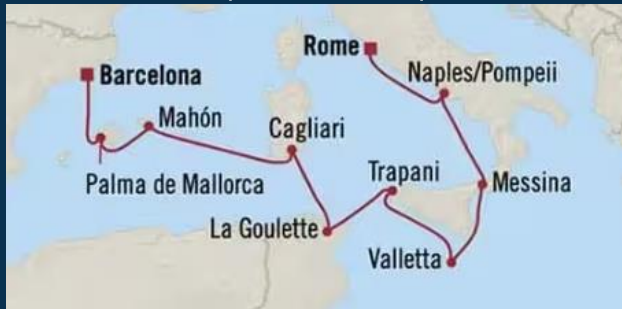 Rome
Naples/Pompeii
Barcelona
Mahón
Cagliari
Palma de Mallorca
Trapani
Messina
La Goulette
Valletta